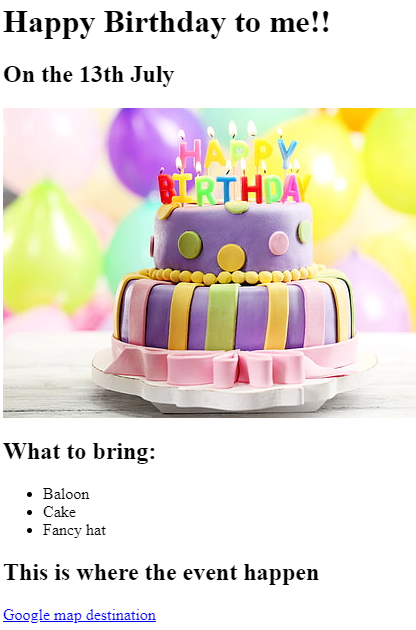 Happy Birthday to me!!
On the 13th July
HAPPY
BIRTHDAY
What to bring:
Baloon
Cake
Fancy hat
This is where the event happen
Google map destination